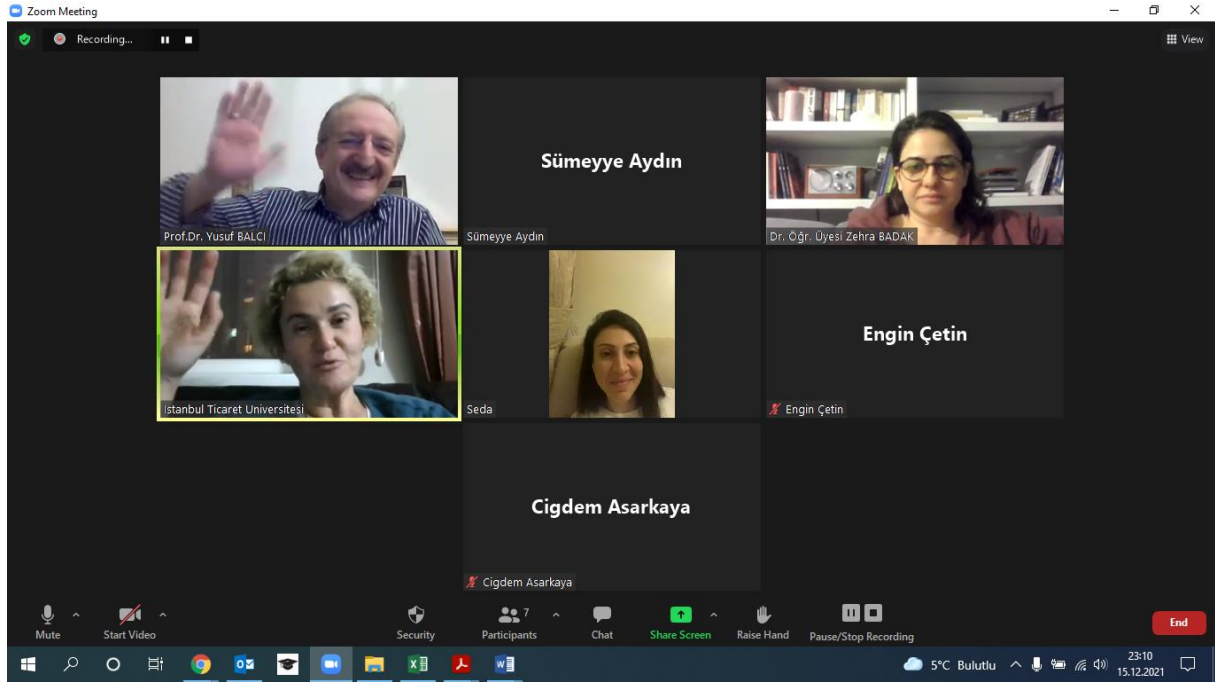 Zoom Meeting
Recording...
View
Prof.Dr. Yusuf BALCI
Sümeyye Aydın
Sümeyye Aydın
Dr. Öğr. Üyesi Zehra BADAK
Istanbul Ticaret Universitesi
Seda
Engin Çetin
Engin Çetin
Cigdem Asarkaya
Cigdem Asarkaya
Mute
Start Video
Security
7
Participants
Chat
Share Screen
Raise Hand
Pause/Stop Recording
End
5°C Bulutlu
23:10
15.12.2021